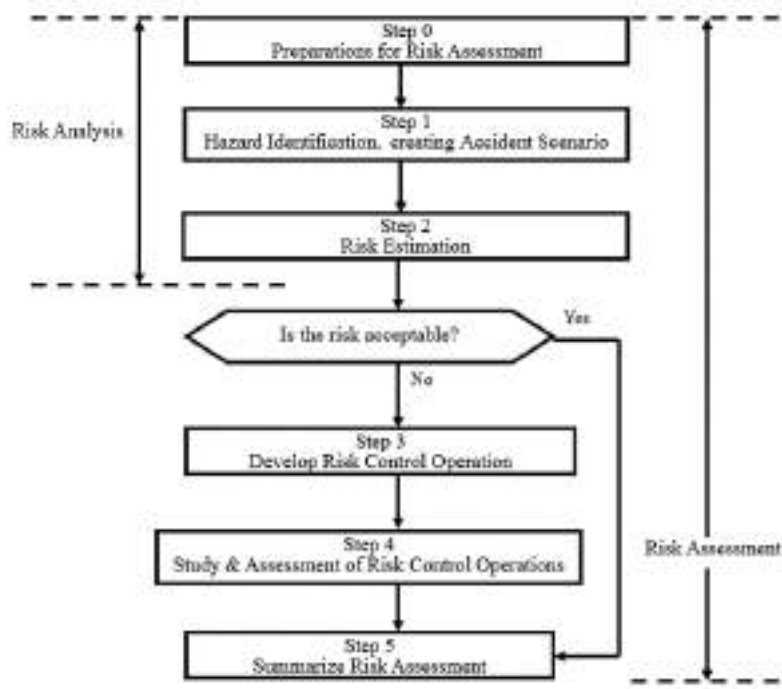 Step 0
Preparations for Risk Assessment
Risk Analysis
Step 1
Hazard Identification, creating Accident Scenario
Step 2
Risk Estimation
Is the risk acceptable?
Yes
No
Step 3
Develop Risk Control Operation
Step 4
Study & Assessment of Risk Control Operations
Risk Assessment
Step 5
Summarize Risk Assessment